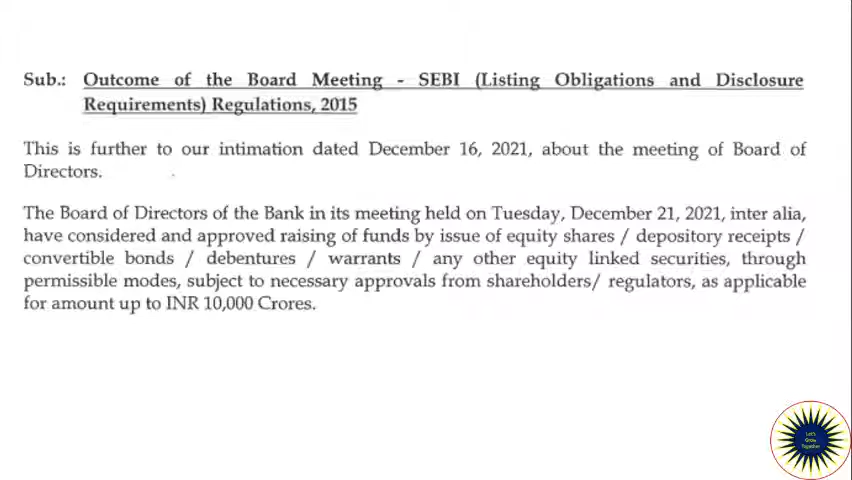 Sub.: Outcome of the Board Meeting - SEBI (Listing Obligations and Disclosure
Requirements) Regulations, 2015
This is further to our intimation dated December 16, 2021, about the meeting of Board of
Directors.
The Board of Directors of the Bank in its meeting held on Tuesday, December 21, 2021, inter alia,
have considered and approved raising of funds by issue of equity shares / depository receipts /
convertible bonds / debentures / warrants / any other equity linked securities, through
permissible modes, subject to necessary approvals from shareholders/ regulators, as applicable
for amount up to INR 10,000 Crores.
Let's
Grow
Together